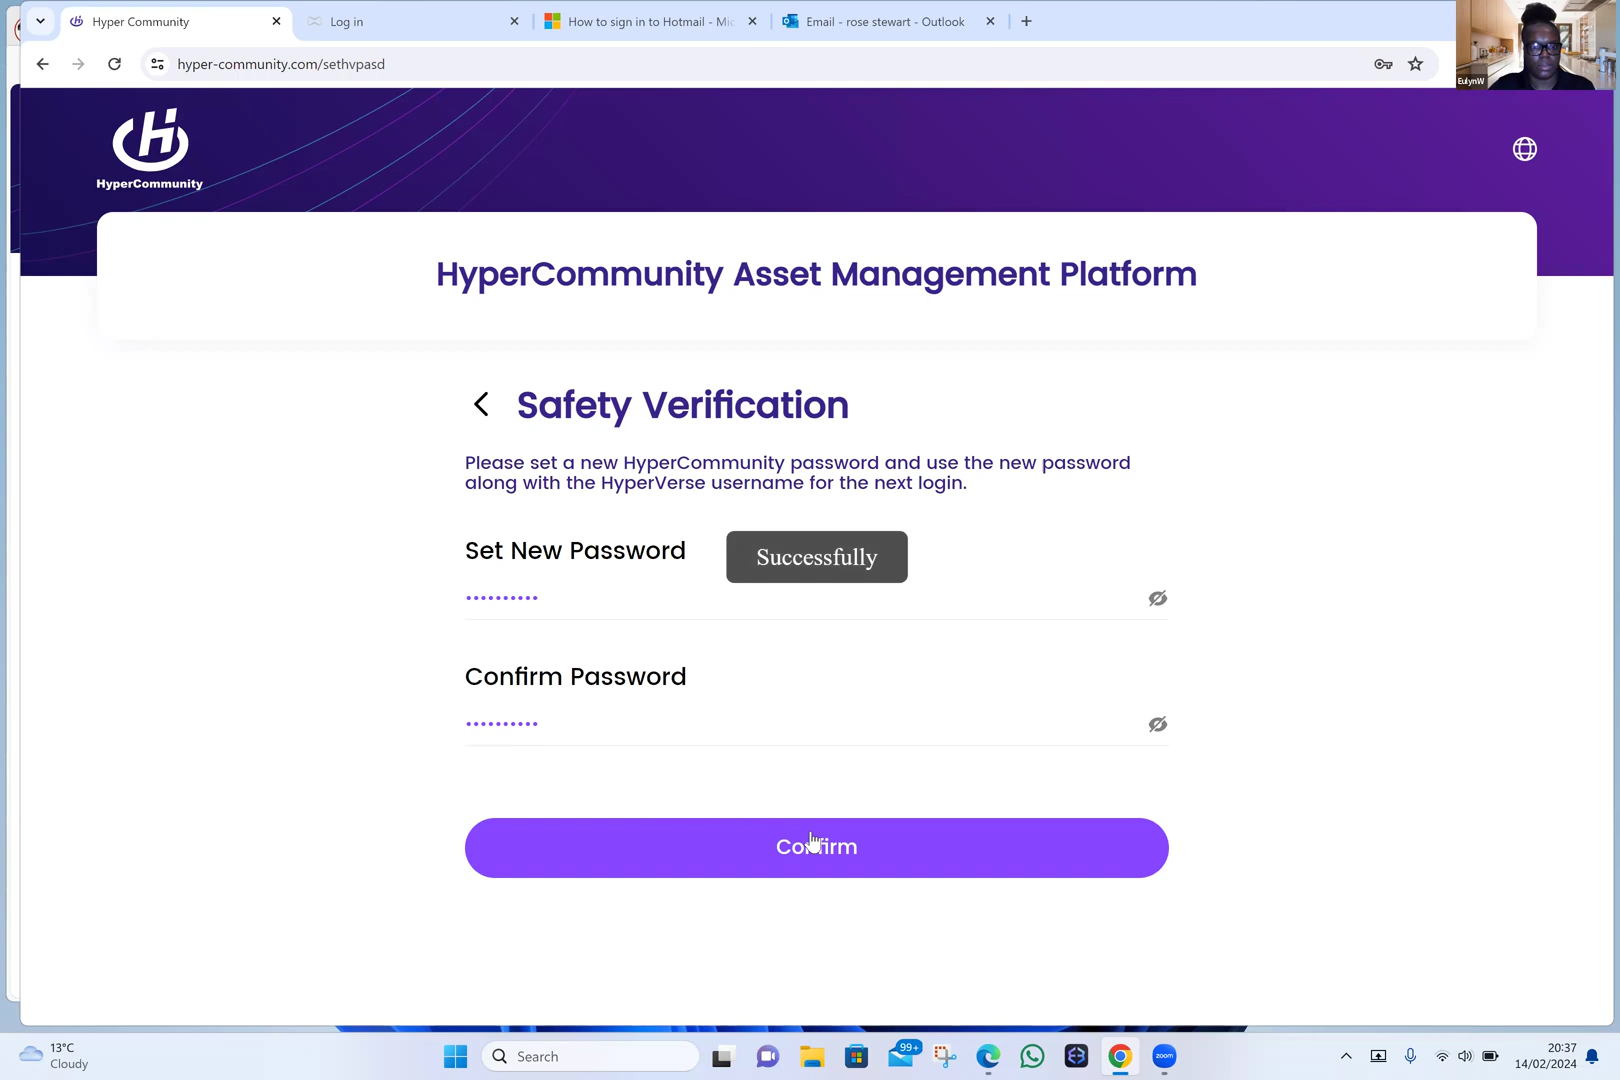 Hyper Community
Log in
How to sign in to Hotmail - Mic
Email - rose stewart - Outlook
hyper-community.com/sethvpasd
EulynW
HyperCommunity
HyperCommunity Asset Management Platform
Safety Verification
Please set a new HyperCommunity password and use the new password
along with the HyperVerse username for the next login.
Set New Password
Successfully
Confirm Password
Confirm
13°C
Cloudy
Search
99+
zoom
20:37
14/02/2024